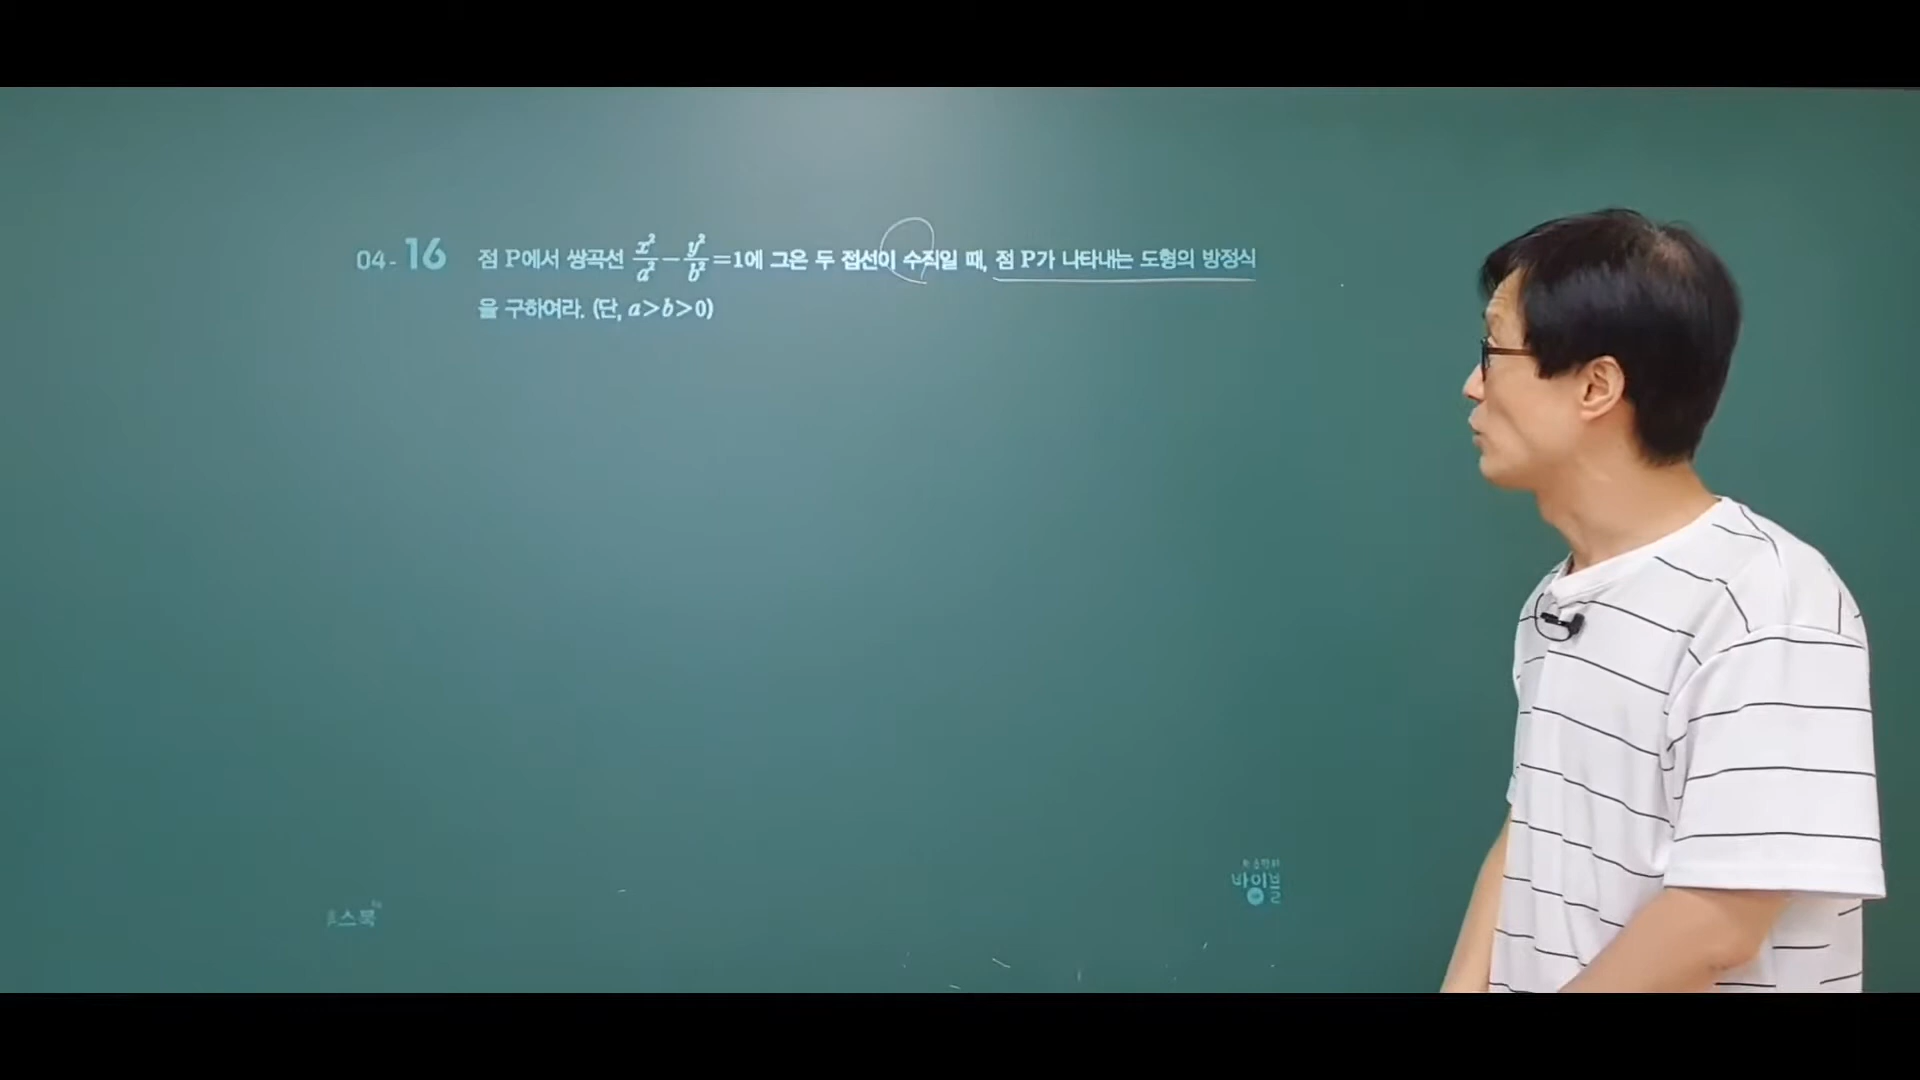 04-16 점 P에서 쌍곡선 x²/a² - y²/b² =1에 그은 두 접선이 수직일 때, 점 P가 나타내는 도형의 방정식
을 구하여라. (단, a>b>0)
바이블